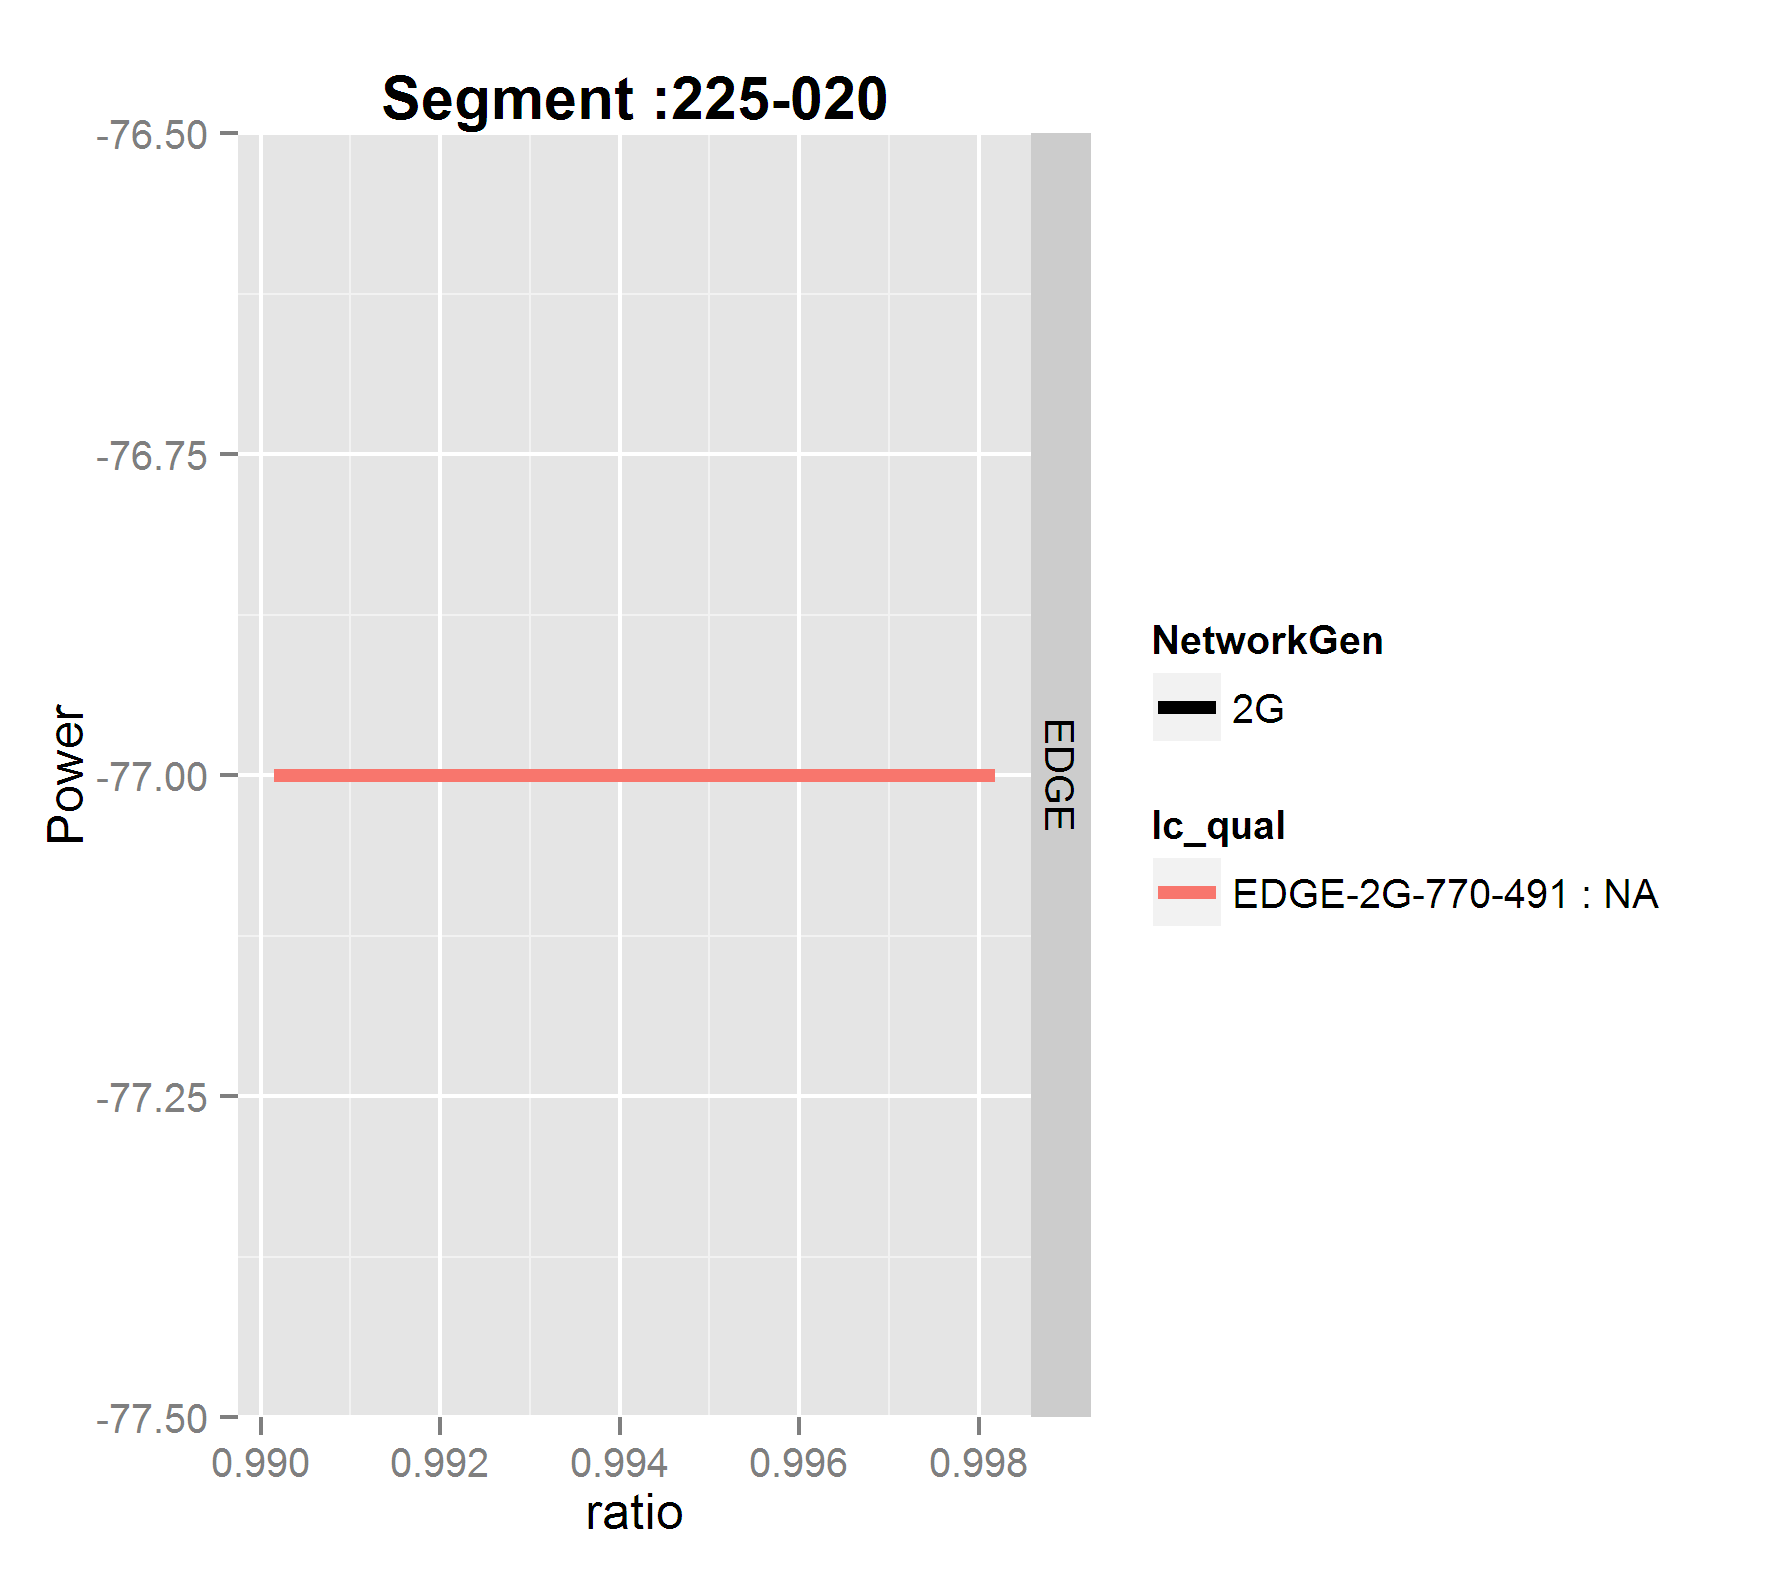 Segment :225-020
-76.50
-76.75
-77.00
-77.25
-77.50
Power
0.990 0.992 0.994 0.996 0.998
ratio
EDGE
NetworkGen
2G
lc_qual
EDGE-2G-770-491 : NA